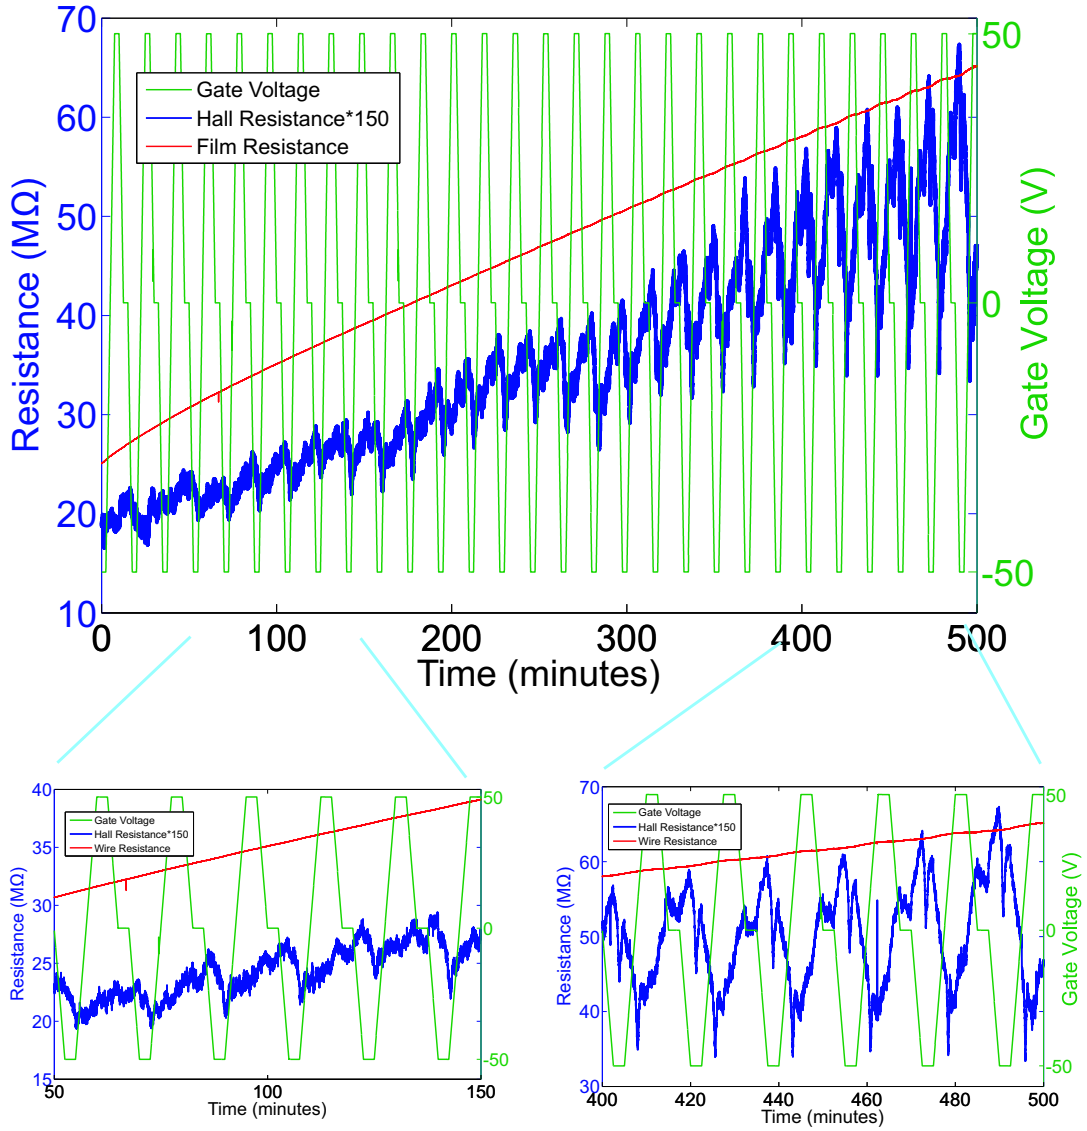 70
60
50
40
30
20
10
Resistance (MΩ)
Gate Voltage
Hall Resistance*150
Film Resistance
50
0
-50
Gate Voltage (V)
0
100
200
300
400
500
Time (minutes)
40
35
30
25
20
15
Resistance (MΩ)
Gate Voltage
Hall Resistance*150
Wire Resistance
50
0
-50
50
100
150
Time (minutes)
70
60
50
40
30
Resistance (MΩ)
Gate Voltage
Hall Resistance*150
Wire Resistance
50
0
-50
Gate Voltage (V)
400
420
440
460
480
500
Time (minutes)